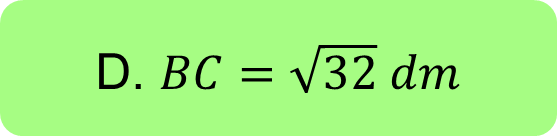 D. BC = √32 dm